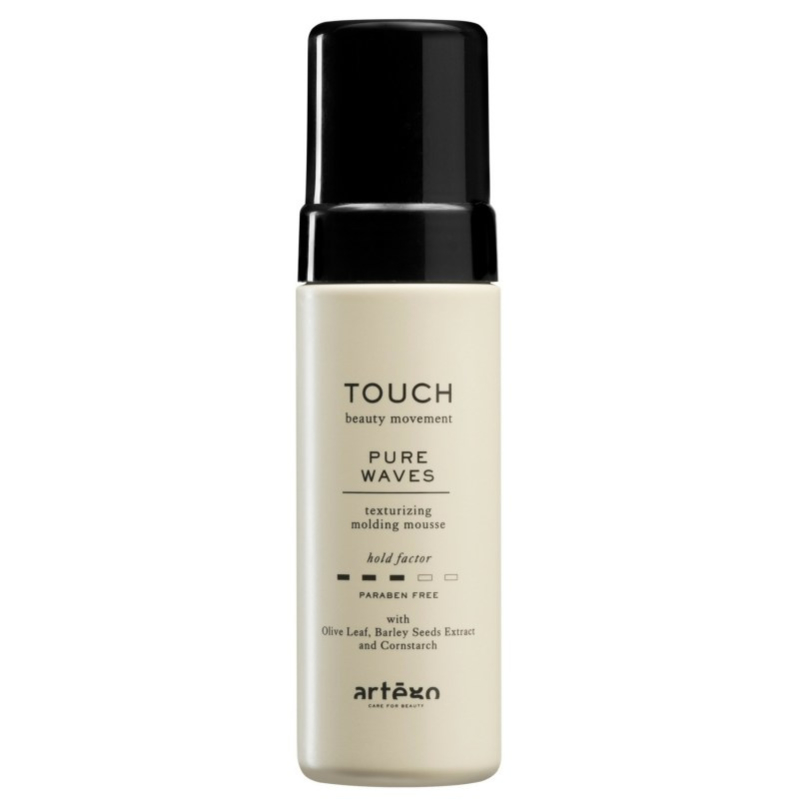 TOUCH
beauty movement
PURE
WAVES
texturizing
molding mousse
hold factor
PARABEN FREE
with
Olive Leaf, Barley Seeds Extract
and Cornstarch
artēgo
CARE FOR BEAUTY